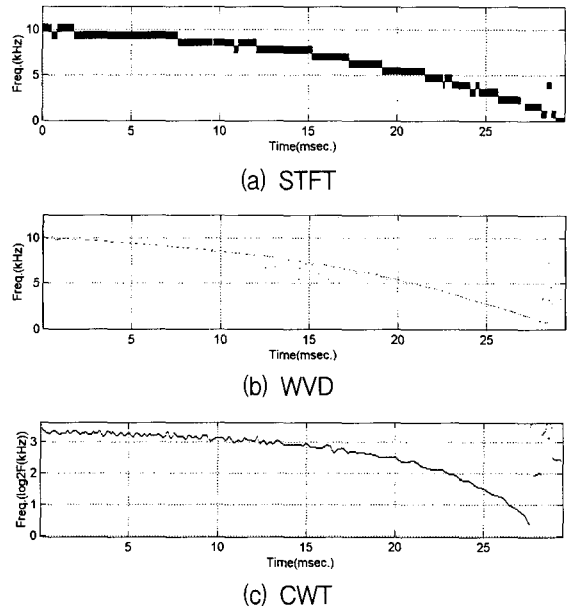 Freq.(kHz)
10
5
0
0 5 10 15 20 25
Time(msec.)
(a) STFT
Freq.(kHz)
10
5
0
5 10 15 20 25
Time(msec.)
(b) WVD
Freq.(log2F(kHz))
3
2
1
0
5 10 15 20 25
Time(msec.)
(c) CWT